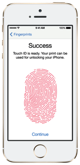 Fingerprints
Success
Touch ID is ready. Your print can be
used for unlocking your iPhone.
Continue